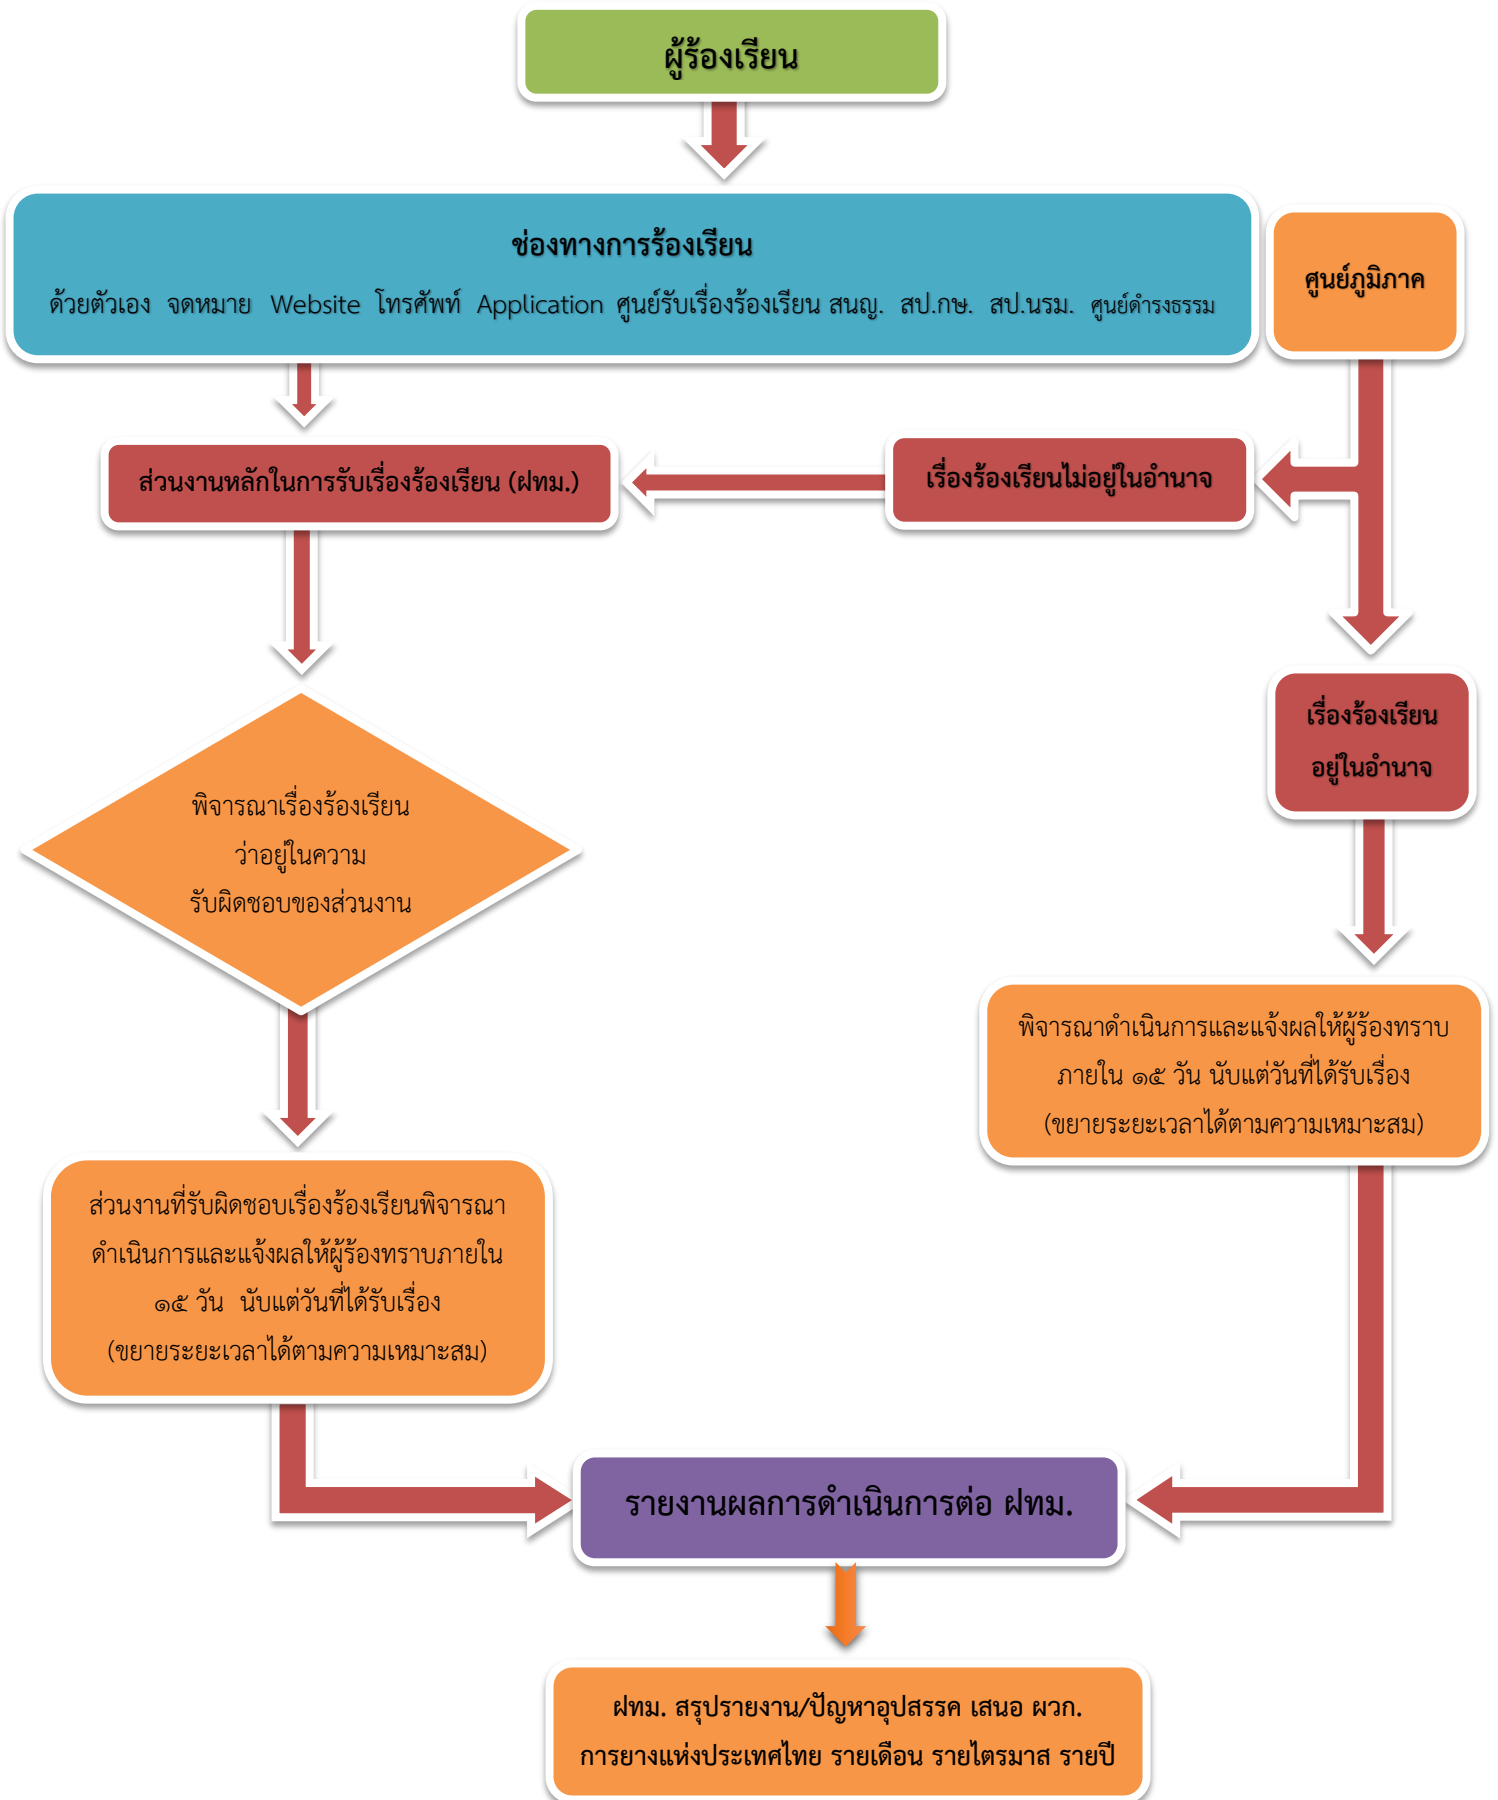 ผู้ร้องเรียน
ช่องทางการร้องเรียน
ด้วยตัวเอง จดหมาย Website โทรศัพท์ Application ศูนย์รับเรื่องร้องเรียน สนญ. สป.กษ. สป.นรม. ศูนย์ดำรงธรรม
ศูนย์ภูมิภาค
ส่วนงานหลักในการรับเรื่องร้องเรียน (ฝทม.)
เรื่องร้องเรียนไม่อยู่ในอำนาจ
เรื่องร้องเรียน
อยู่ในอำนาจ
พิจารณาเรื่องร้องเรียน
ว่าอยู่ในความ
รับผิดชอบของส่วนงาน
พิจารณาดำเนินการและแจ้งผลให้ผู้ร้องทราบ
ภายใน ๑๕ วัน นับแต่วันที่ได้รับเรื่อง
(ขยายระยะเวลาได้ตามความเหมาะสม)
ส่วนงานที่รับผิดชอบเรื่องร้องเรียนพิจารณา
ดำเนินการและแจ้งผลให้ผู้ร้องทราบภายใน
๑๕ วัน นับแต่วันที่ได้รับเรื่อง
(ขยายระยะเวลาได้ตามความเหมาะสม)
รายงานผลการดำเนินการต่อ ฝทม.
ฝทม. สรุปรายงาน/ปัญหาอุปสรรค เสนอ ผวก.
การยางแห่งประเทศไทย รายเดือน รายไตรมาส รายปี